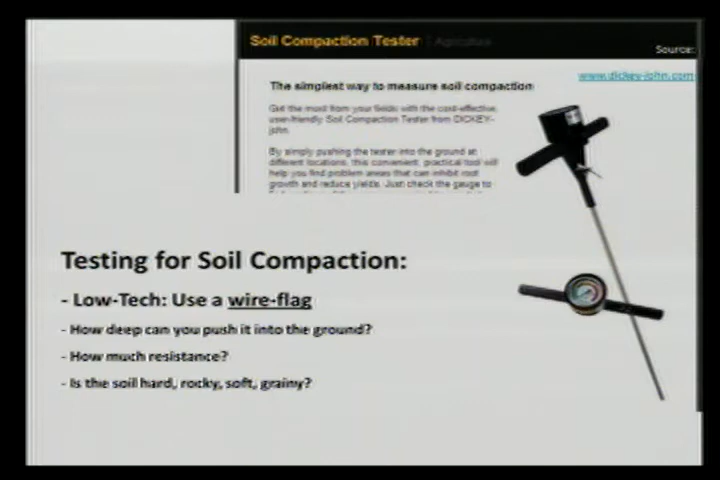 Soil Compaction Tester | Agriculture
Source:
www.dickey-john.com
The simplest way to measure soil compaction
Get the most from your fields with the cost-effective,
user-friendly Soil Compaction Tester from DICKEY-
john.
By simply pushing the tester into the ground at
different locations, this convenient, practical tool will
help you find problem areas that can inhibit root
growth and reduce yields. Just check the gauge to
Testing for Soil Compaction:
- Low-Tech: Use a wire-flag
- How deep can you push it into the ground?
- How much resistance?
- Is the soil hard, rocky, soft, grainy?